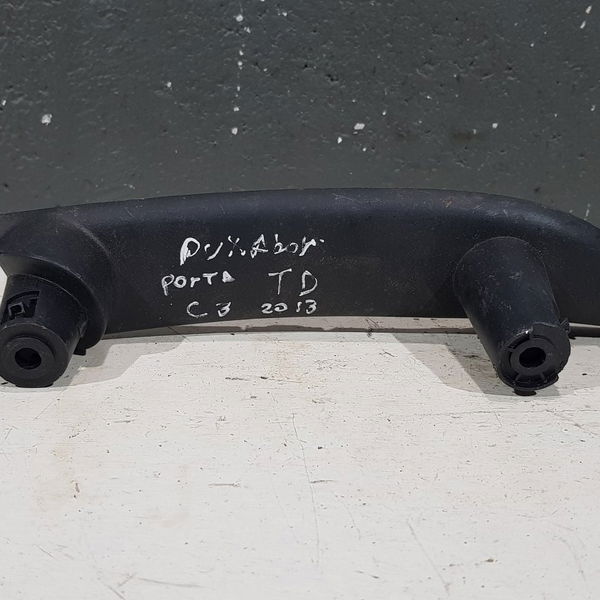 Puxador
Porta TD
C3 2013